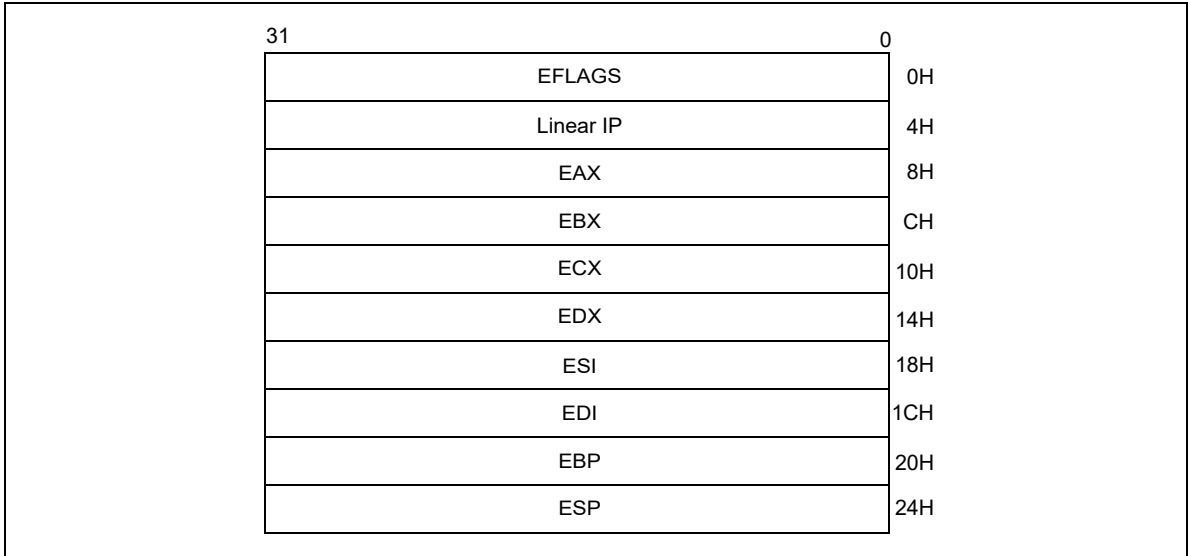 31 0
EFLAGS 0H
Linear IP 4H
EAX 8H
EBX CH
ECX 10H
EDX 14H
ESI 18H
EDI 1CH
EBP 20H
ESP 24H